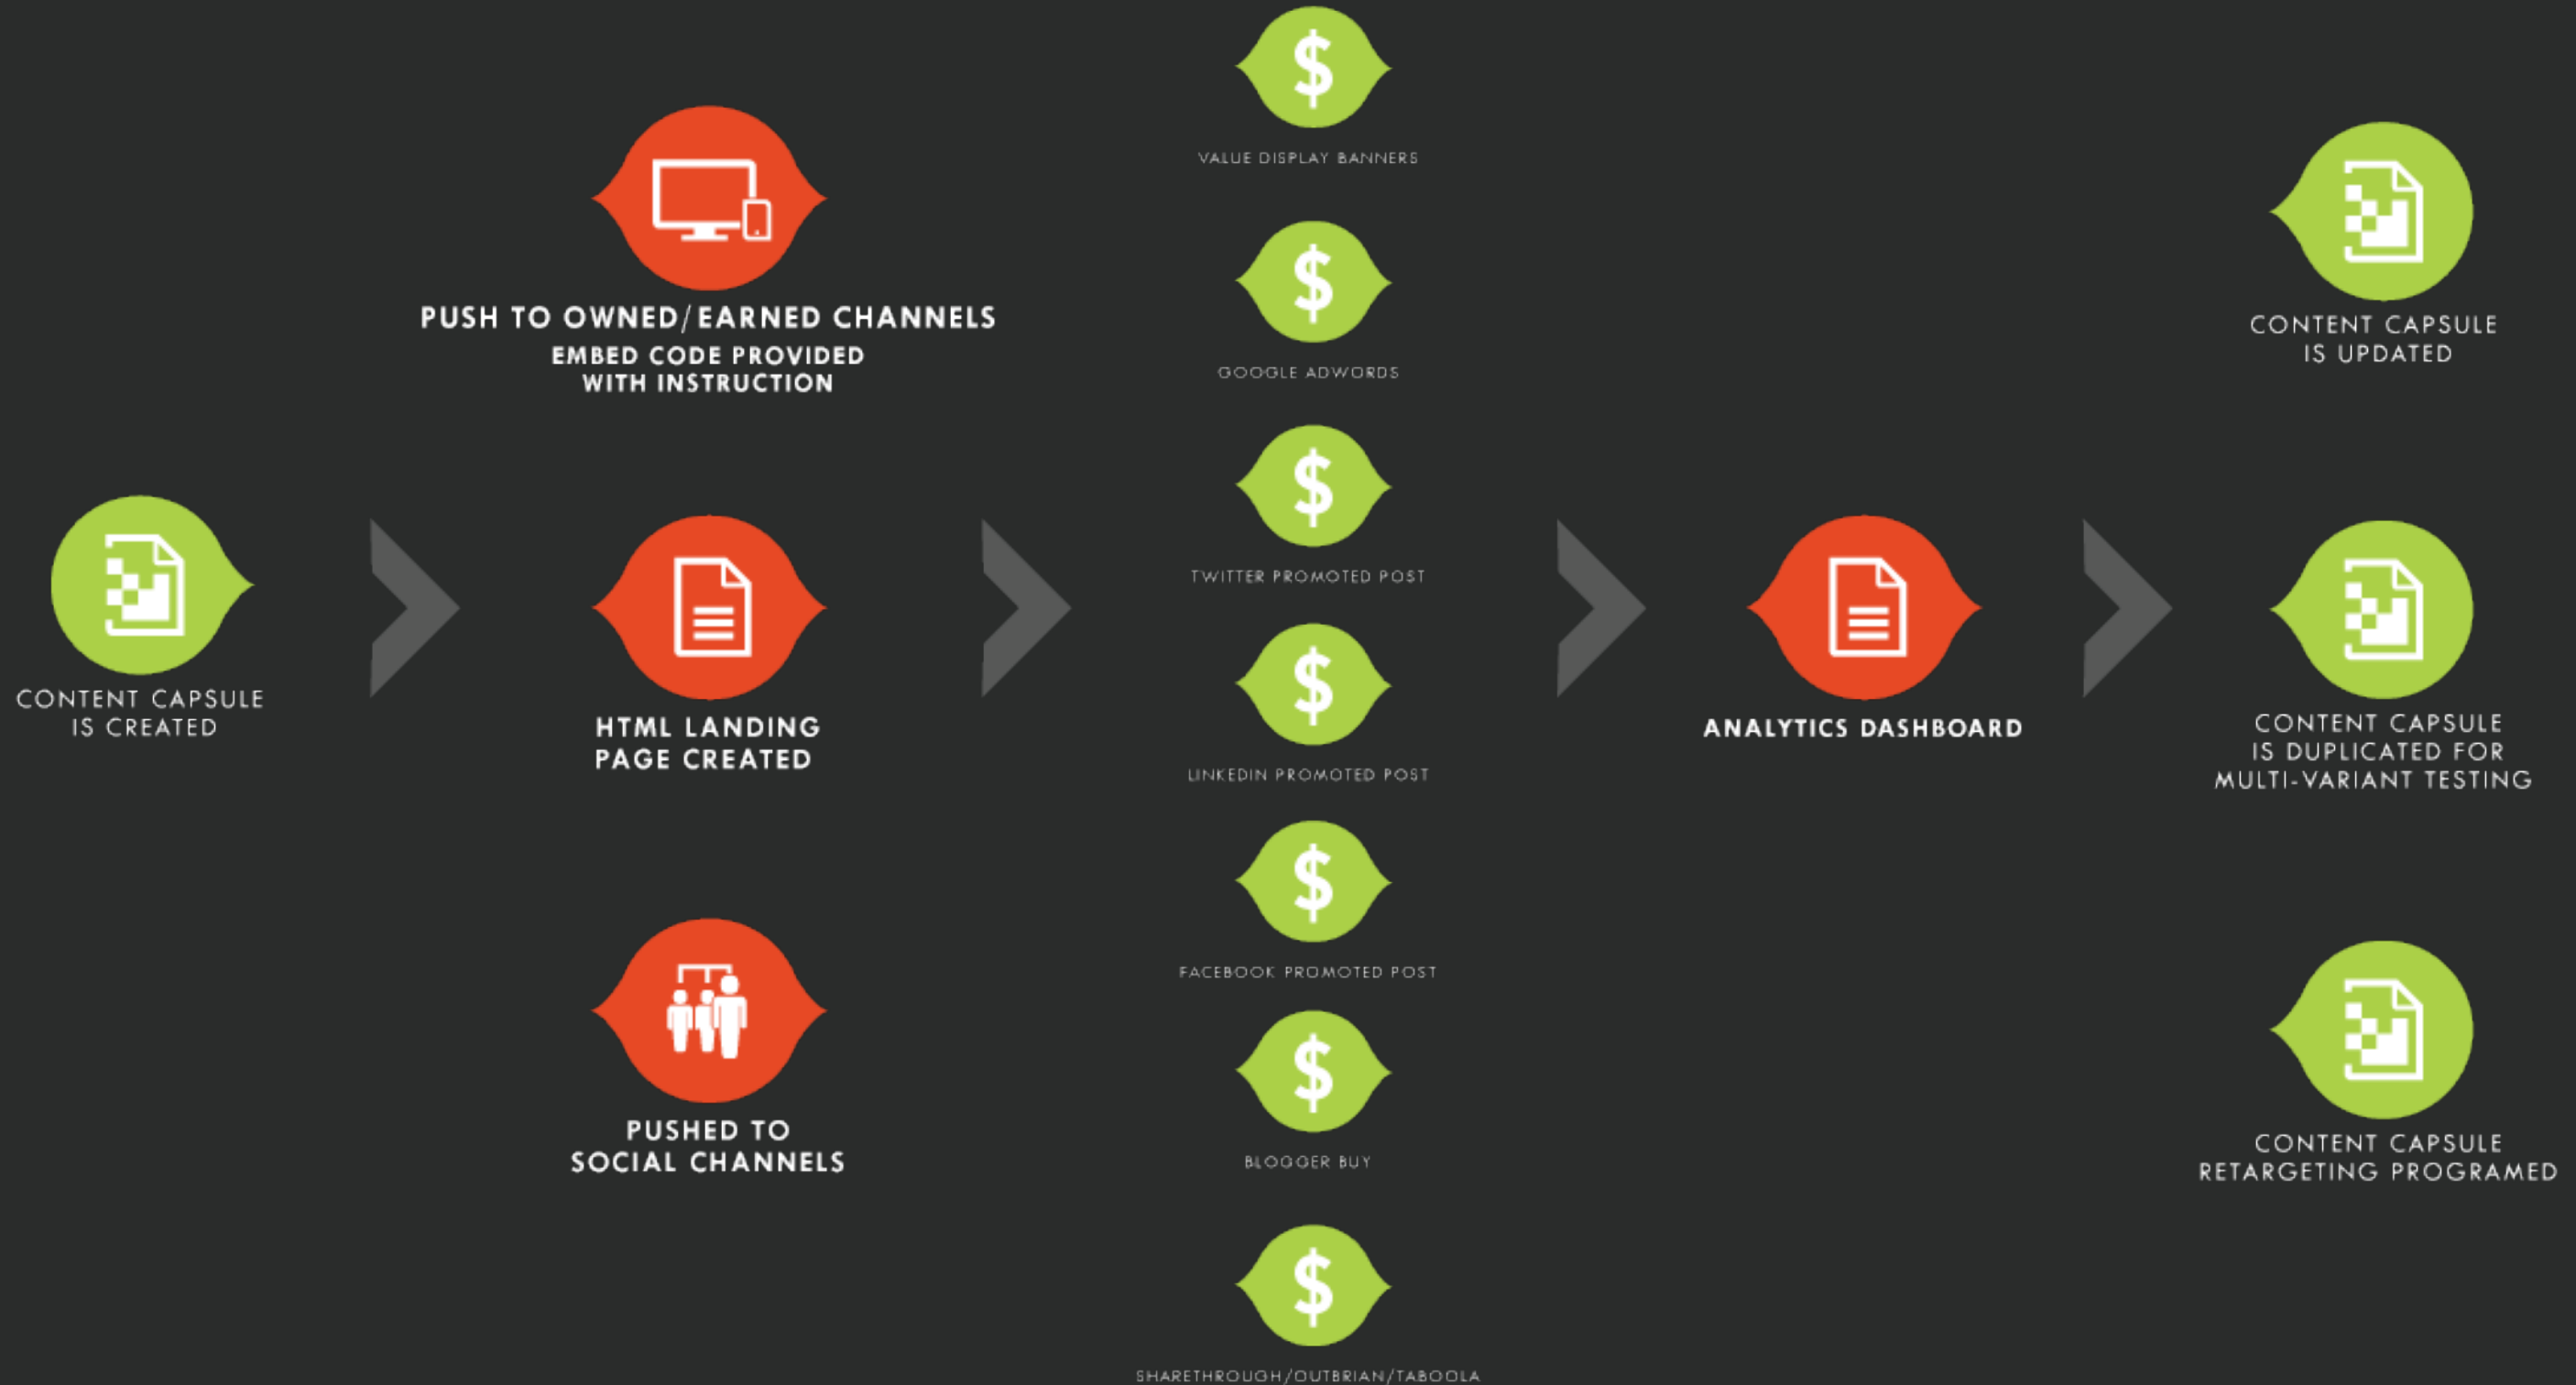 CONTENT CAPSULE
IS CREATED
PUSH TO OWNED/EARNED CHANNELS
EMBED CODE PROVIDED
WITH INSTRUCTION
HTML LANDING
PAGE CREATED
PUSHED TO
SOCIAL CHANNELS
$
VALUE DISPLAY BANNERS
$
GOOGLE ADWORDS
$
TWITTER PROMOTED POST
$
LINKEDIN PROMOTED POST
$
FACEBOOK PROMOTED POST
$
BLOGGER BUY
$
SHARETHROUGH/OUTBRIAN/TABOOLA
ANALYTICS DASHBOARD
CONTENT CAPSULE
IS UPDATED
CONTENT CAPSULE
IS DUPLICATED FOR
MULTI-VARIANT TESTING
CONTENT CAPSULE
RETARGETING PROGRAMED